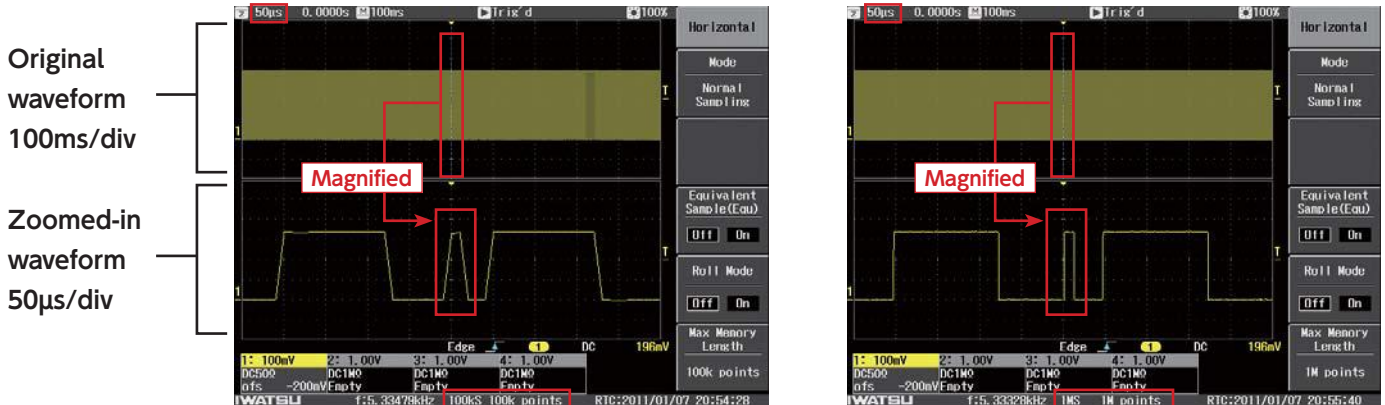 Original
waveform
100ms/div
Zoomed-in
waveform
50µs/div
50µs 0.0000s M 100ms Trig'd 100%
Horizontal
Mode
Normal
Sampling
T
1
Magnified
Equivalent
Sample(Equ)
Off On
T
Roll Mode
1
Off On
Max Memory
Length
Edge 1 DC 196mV
1: 100mV 2: 1.00V 3: 1.00V 4: 1.00V
DC50Ω DC1MΩ DC1MΩ DC1MΩ
100k points
ofs -200mV Empty Empty Empty
IWATSU f:5.33479kHz 100kS 100k points RTC:2011/01/07 20:54:28
50µs 0.0000s M 100ms Trig'd 100%
Horizontal
Mode
Normal
Sampling
T
1
Magnified
Equivalent
Sample(Equ)
Off On
T
Roll Mode
1
Off On
Max Memory
Length
Edge 1 DC 196mV
1: 100mV 2: 1.00V 3: 1.00V 4: 1.00V
DC50Ω DC1MΩ DC1MΩ DC1MΩ
1M points
ofs -200mV Empty Empty Empty
IWATSU f:5.33328kHz 1MS 1M points RTC:2011/01/07 20:55:40